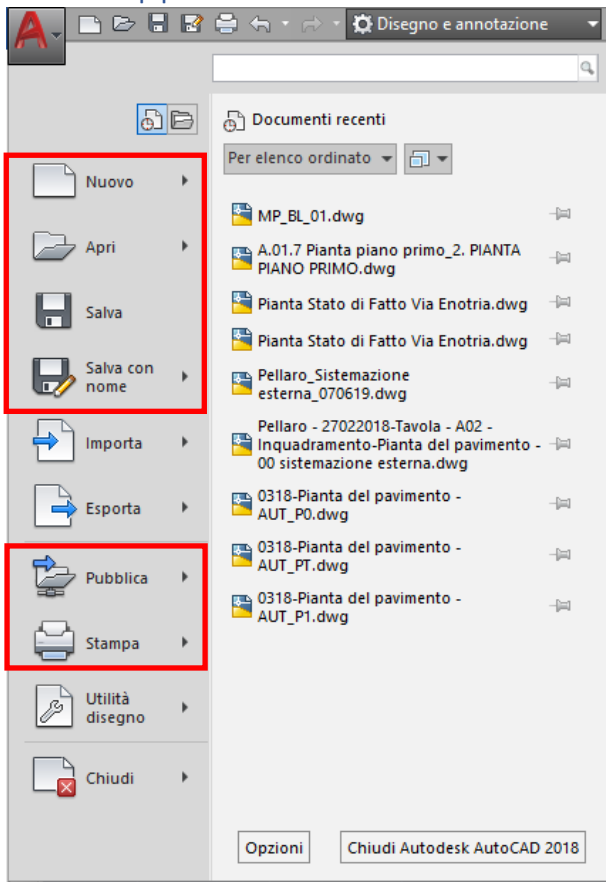 Disegno e annotazione
Documenti recenti
Per elenco ordinato
Nuovo
Apri
Salva
Salva con
nome
Importa
Esporta
Pubblica
Stampa
Utilità
disegno
Chiudi
MP_BL_01.dwg
A.01.7 Pianta piano primo_2. PIANTA
PIANO PRIMO.dwg
Pianta Stato di Fatto Via Enotria.dwg
Pianta Stato di Fatto Via Enotria.dwg
Pellaro_Sistemazione
esterna_070619.dwg
Pellaro - 27022018-Tavola - A02 -
Inquadramento-Pianta del pavimento -
00 sistemazione esterna.dwg
0318-Pianta del pavimento -
AUT_P0.dwg
0318-Pianta del pavimento -
AUT_PT.dwg
0318-Pianta del pavimento -
AUT_P1.dwg
Opzioni
Chiudi Autodesk AutoCAD 2018